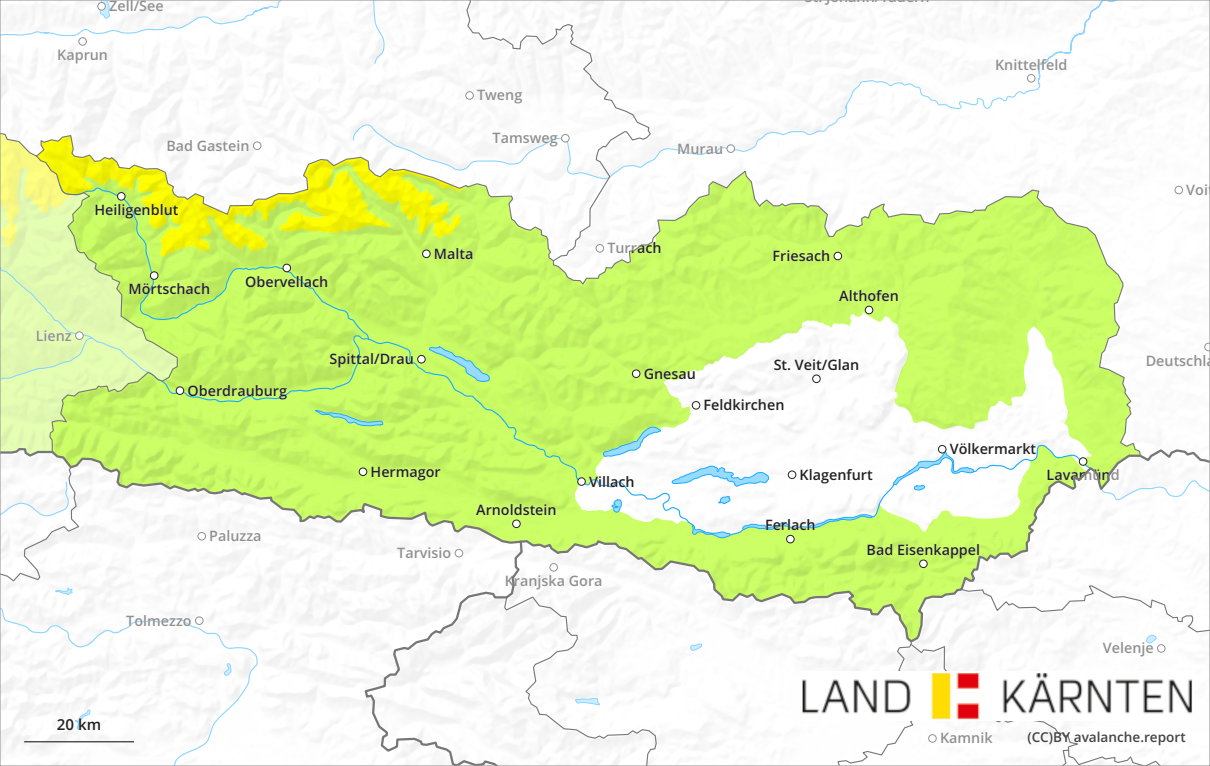 Zell/See
Kaprun
Knittelfeld
Tweng
Tamsweg
Bad Gastein
Murau
Heiligenblut
Turrach
Malta
Friesach
Mörtschach
Obervellach
Althofen
Lienz
Spittal/Drau
St. Veit/Glan
Gnesau
Oberdrauburg
Feldkirchen
Hermagor
Völkermarkt
Klagenfurt
Lavamünd
Villach
Arnoldstein
Ferlach
Paluzza
Tarvisio
Bad Eisenkappel
Kranjska Gora
Tolmezzo
Velenje
LAND KÄRNTEN
20 km
Kamnik
(CC)BY avalanche.report